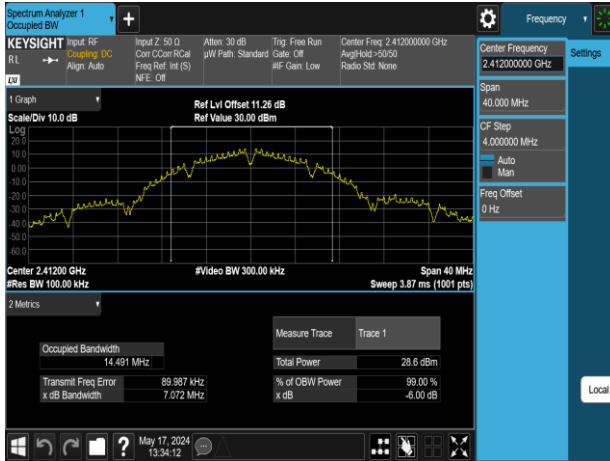 Spectrum Analyzer 1
Occupied BW
+
Frequency
KEYSIGHT
RL
LXI
Input: RF
Coupling: DC
Align: Auto
Input Z: 50 Ω
Corr CCorr RCal
Freq Ref: Int (S)
NFE: Off
Atten: 30 dB
µW Path: Standard
Trig: Free Run
Gate: Off
#IF Gain: Low
Center Freq: 2.412000000 GHz
Avg|Hold:>50/50
Radio Std: None
Center Frequency
2.412000000 GHz
Settings
Span
40.000 MHz
CF Step
4.000000 MHz
Auto
Man
Freq Offset
0 Hz
Local
1 Graph
Scale/Div 10.0 dB
Ref Lvl Offset 11.26 dB
Ref Value 30.00 dBm
Log
20.0
10.0
0.00
-10.0
-20.0
-30.0
-40.0
-50.0
-60.0
Center 2.41200 GHz
#Res BW 100.00 kHz
#Video BW 300.00 kHz
Span 40 MHz
Sweep 3.87 ms (1001 pts)
2 Metrics
Measure Trace
Trace 1
Occupied Bandwidth
14.491 MHz
Total Power
28.6 dBm
Transmit Freq Error
89.987 kHz
% of OBW Power
99.00 %
x dB Bandwidth
7.072 MHz
x dB
-6.00 dB
?
May 17, 2024
13:34:12